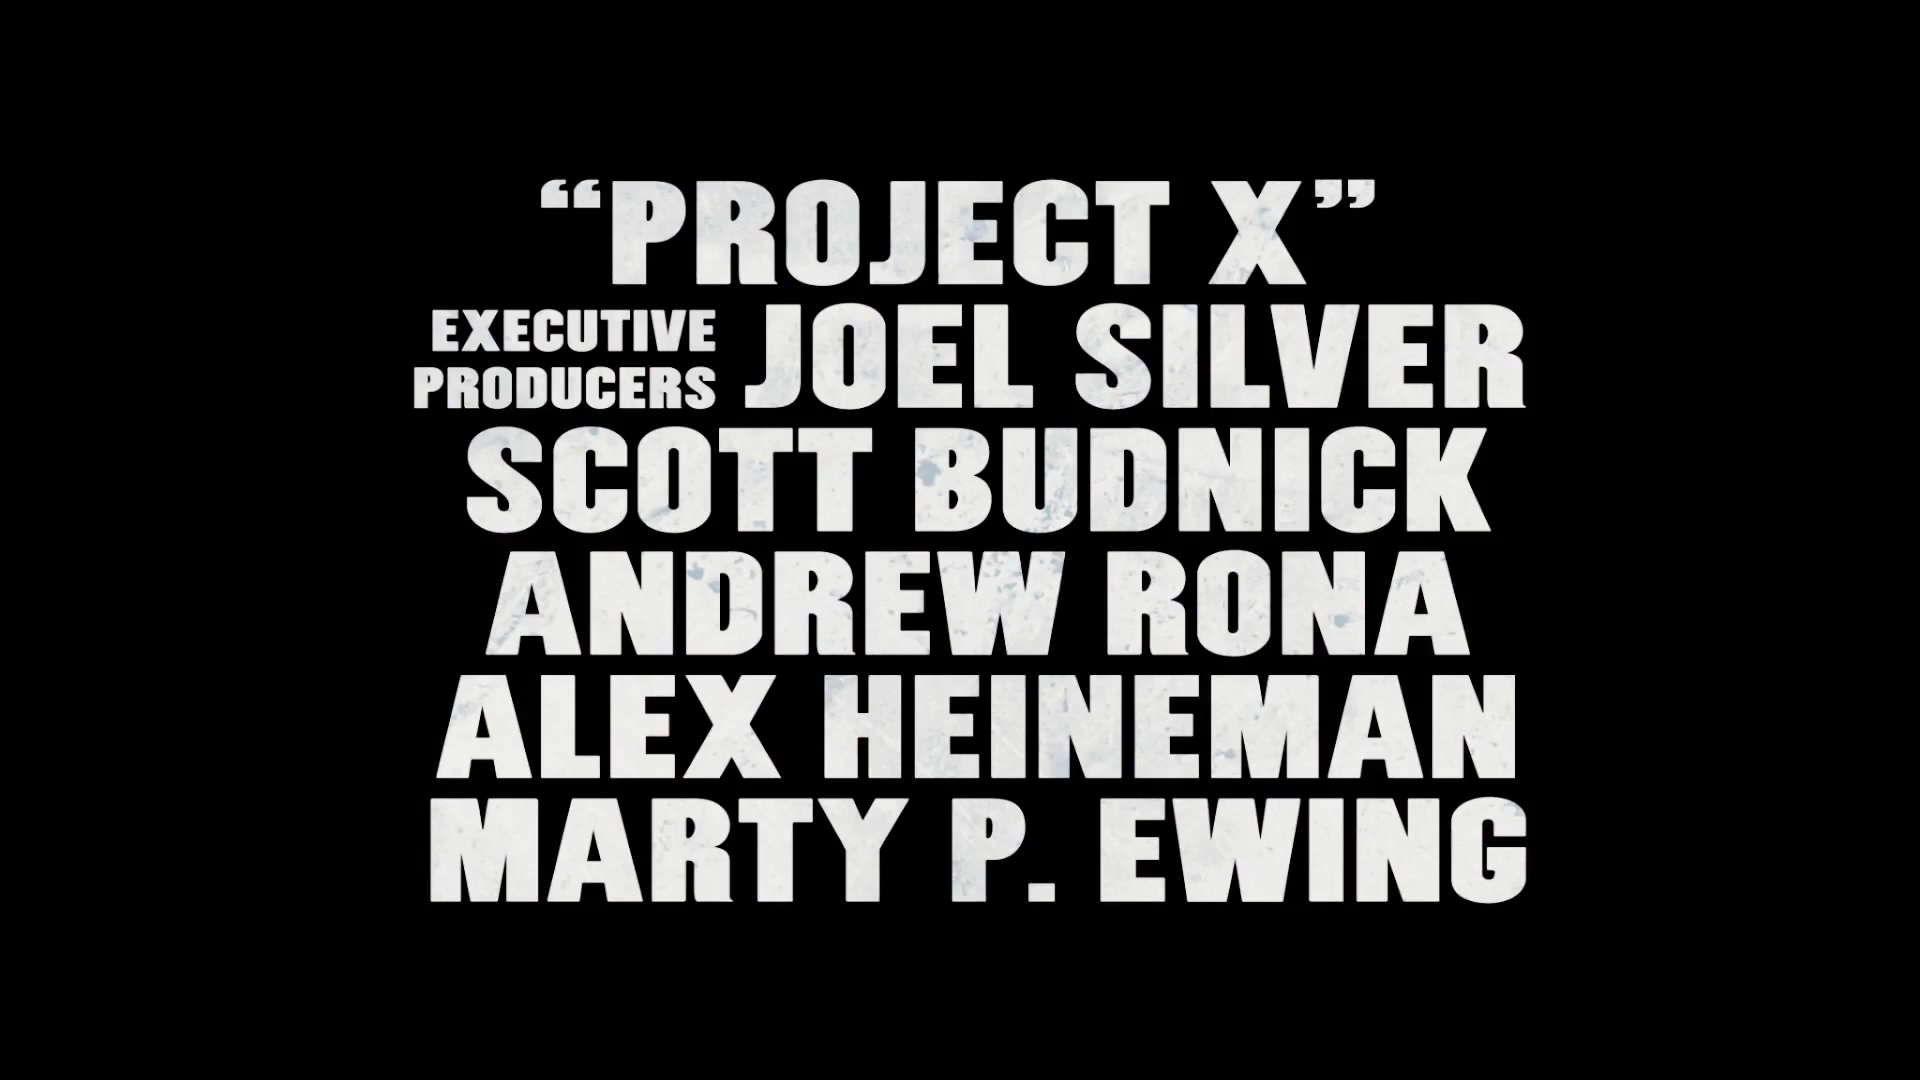 “PROJECT X”
EXECUTIVE
PRODUCERS JOEL SILVER
SCOTT BUDNICK
ANDREW RONA
ALEX HEINEMAN
MARTY P. EWING